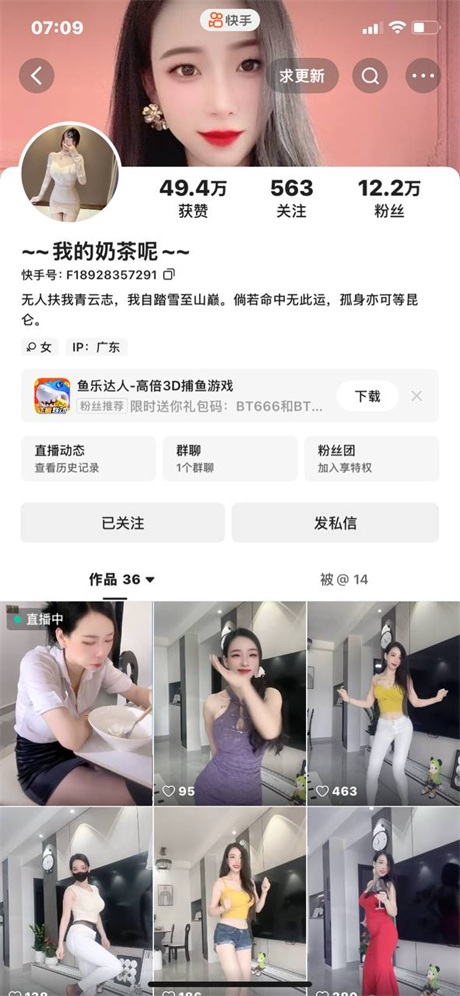 07:09
快手
求更新
49.4万
563
12.2万
获赞
关注
粉丝
~~我的奶茶呢~~
快手号：F18928357291
无人扶我青云志，我自踏雪至山巅。倘若命中无此运，孤身亦可等昆
仑。
女
IP：广东
鱼乐达人-高倍3D捕鱼游戏
粉丝推荐 限时送你礼包码：BT666和BT...
下载
直播动态
查看历史记录
群聊
1个群聊
粉丝团
加入享特权
已关注
发私信
作品 36
被@ 14
直播中
95
463
138
186